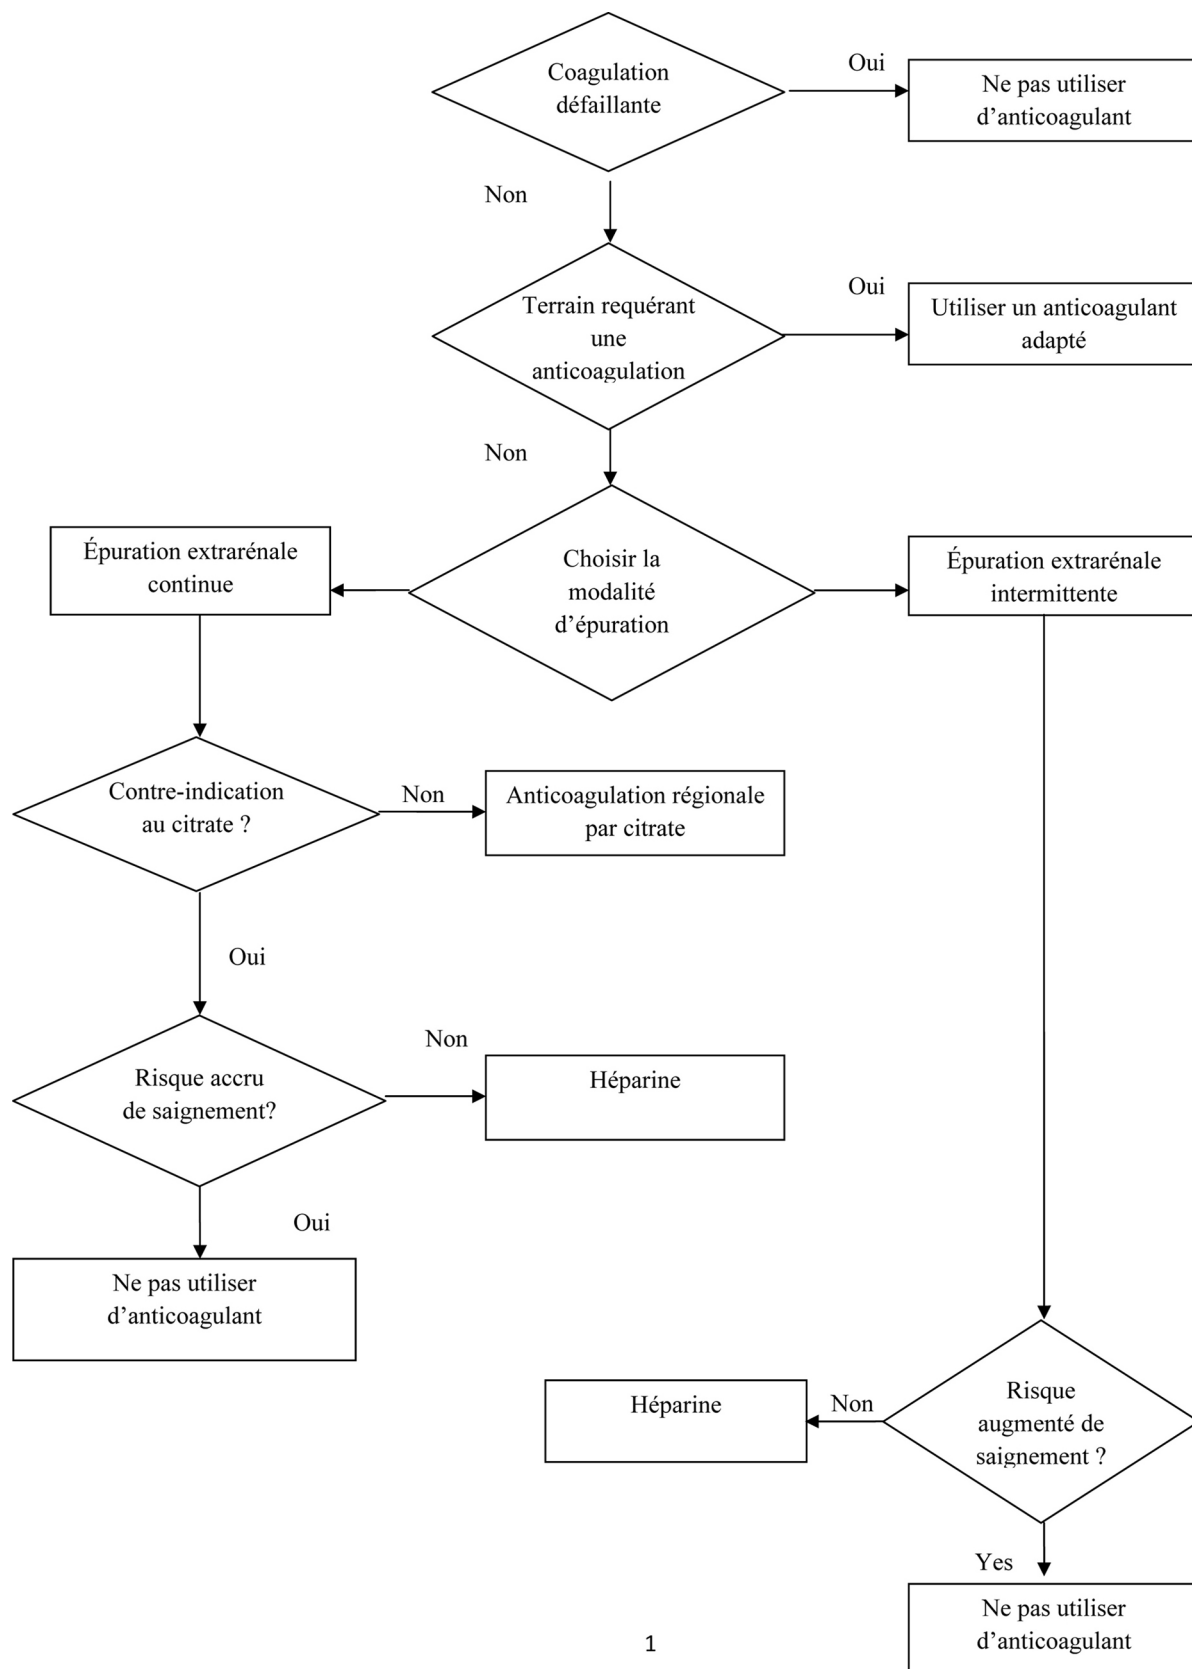 Coagulation
défaillante
Oui
Ne pas utiliser
d’anticoagulant
Non
Terrain requérant
une
anticoagulation
Oui
Utiliser un anticoagulant
adapté
Non
Épuration extrarénale
continue
Choisir la
modalité
d’épuration
Épuration extrarénale
intermittente
Contre-indication
au citrate ?
Non
Anticoagulation régionale
par citrate
Oui
Risque accru
de saignement?
Non
Héparine
Oui
Ne pas utiliser
d’anticoagulant
Héparine
Non
Risque
augmenté de
saignement ?
Yes
Ne pas utiliser
d’anticoagulant
1